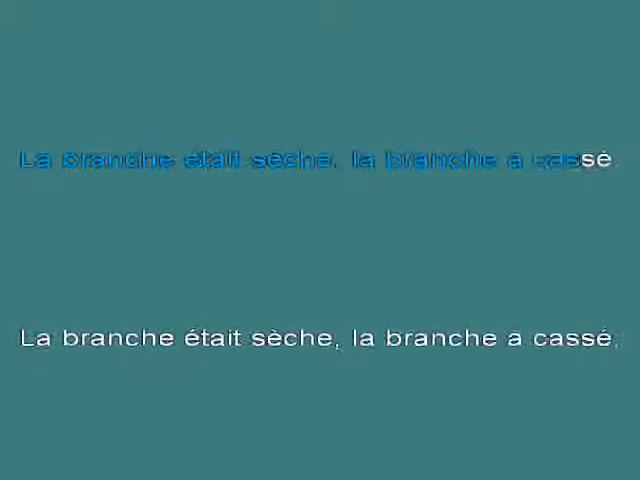 La branche était sèche, la branche a cassé
La branche était sèche, la branche a cassé,